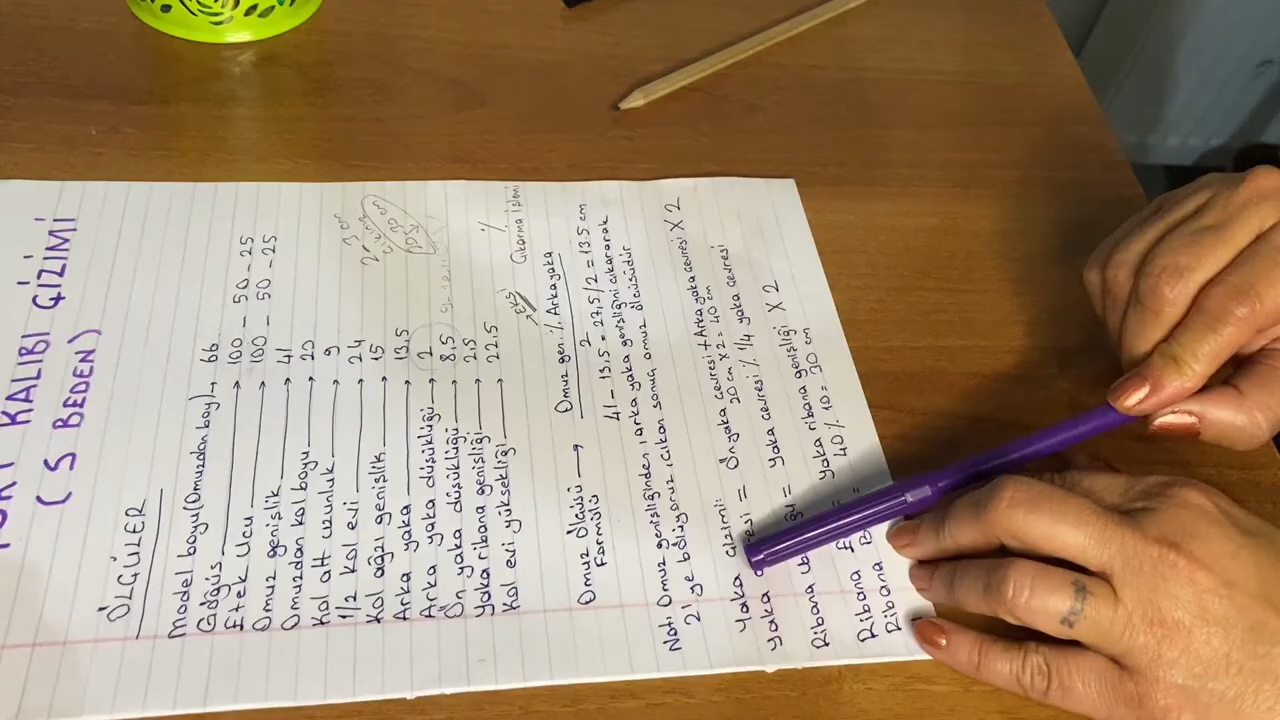 KALIBI ÇİZİMİ
(S BEDEN)
ÖLÇÜLER
Model boyu (Omuzdan boy) → 66
Göğüs → 100 - 50 - 25
Etek Ucu → 100 - 50 - 25
Omuz genişlik → 41
Omuzdan kol boyu → 20
Kol altı uzunluk → 9
1/2 kol evi → 24
Kol ağzı genişlik → 15
Arka yaka → 13,5
Arka yaka düşüklüğü → 2
Ön yaka düşüklüğü → 8,5
Yaka ribana genişliği → 2,5
Kol evi yüksekliği → 22,5
Eksi
Çıkarma işlemi
Omuz Ölçüsü → Omuz gen. % Arka yaka
Formülü 2
41 - 13,5 = 27,5 / 2 = 13.5 cm
Not: Omuz genişliğinden, arka yaka genişliğini çıkararak
2'ye bölüyoruz, çıkan sonuç omuz ölçüsüdür
Yaka çizimi:
= Ön yaka çevresi + Arka yaka çevresi X 2
20 cm x 2 = 40 cm
= Yaka çevresi % 1/4 yaka çevresi
Yaka ribana genişliği X 2
40 % 10 = 30 cm
Ribana
Ribana